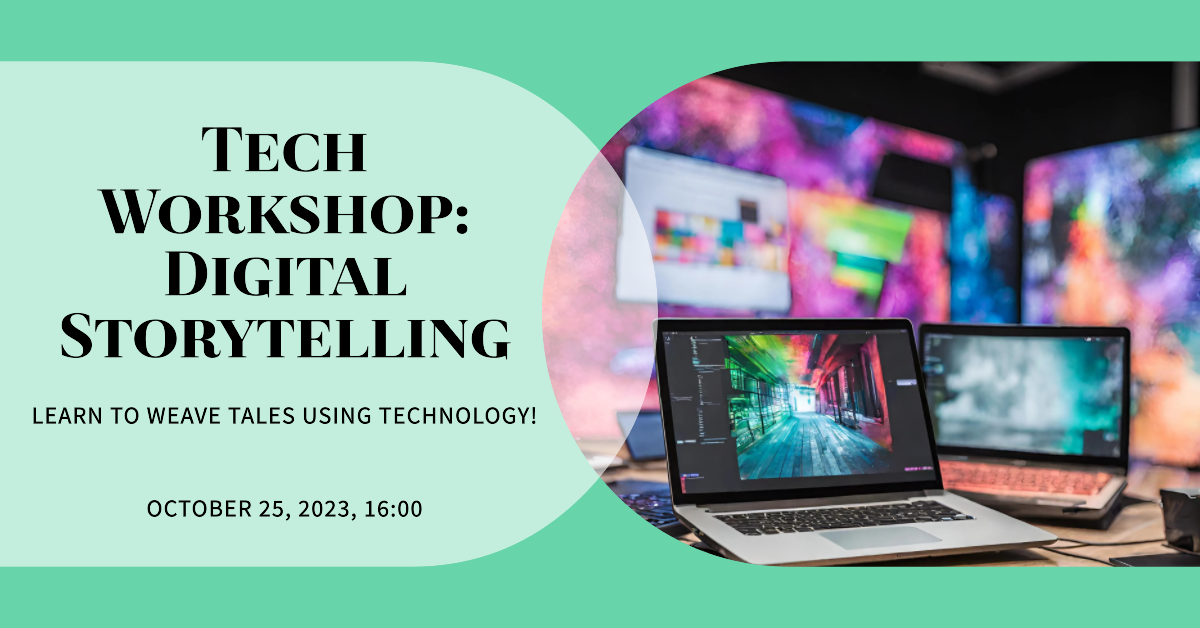 Tech
Workshop:
Digital
Storytelling
LEARN TO WEAVE TALES USING TECHNOLOGY!
OCTOBER 25, 2023, 16:00